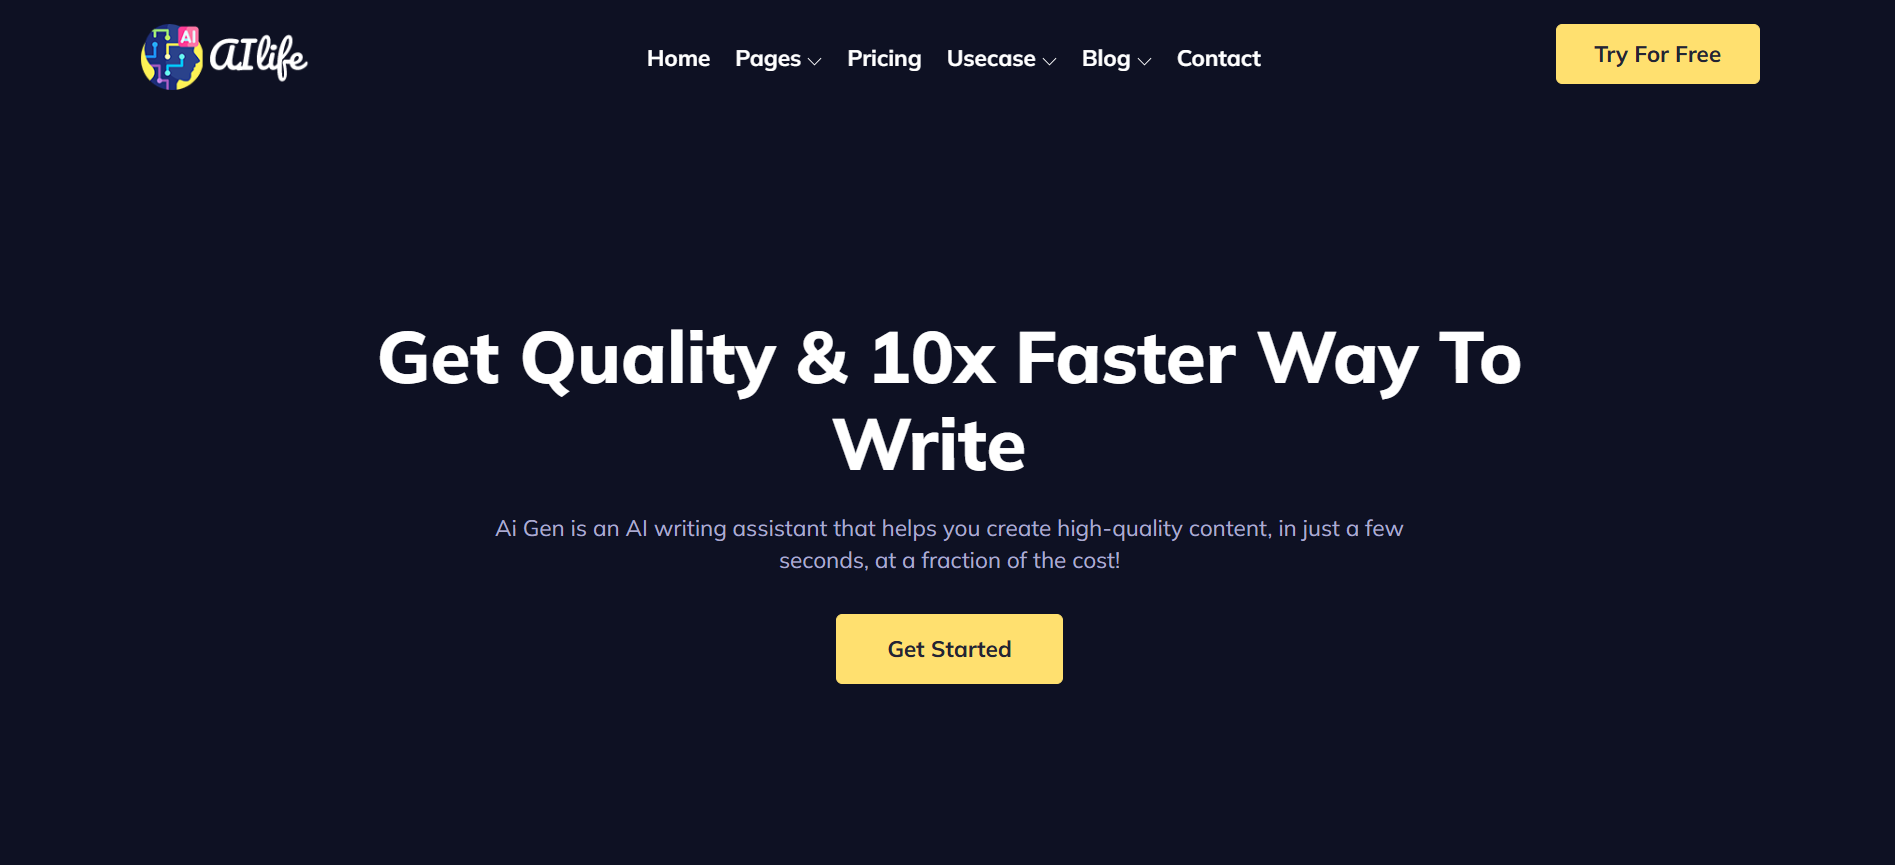 AI
AIlife
Home Pages Pricing Usecase Blog Contact
Try For Free
Get Quality & 10x Faster Way To
Write
Ai Gen is an AI writing assistant that helps you create high-quality content, in just a few
seconds, at a fraction of the cost!
Get Started